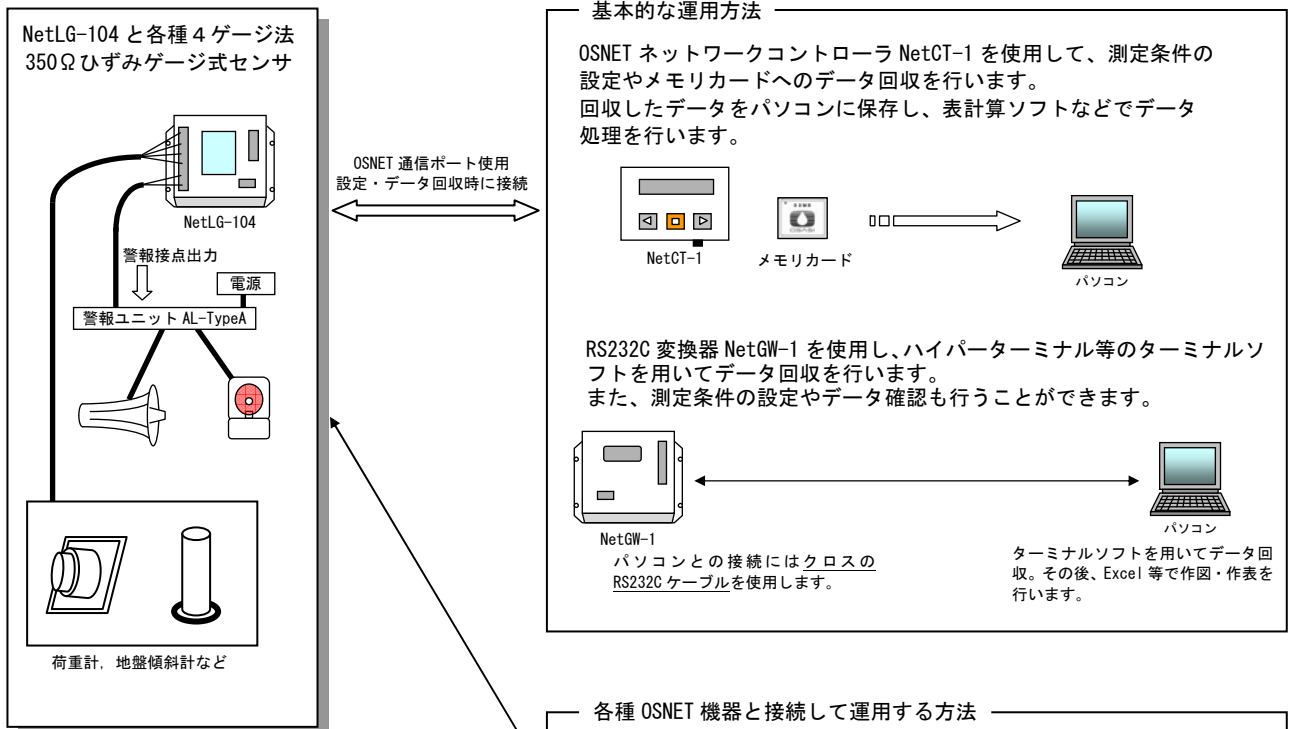 NetLG-104 と各種４ゲージ法
350Ωひずみゲージ式センサ
NetLG-104
警報接点出力
電源
警報ユニット AL-TypeA
荷重計, 地盤傾斜計など
OSNET 通信ポート使用
設定・データ回収時に接続
基本的な運用方法
OSNET ネットワークコントローラ NetCT-1 を使用して、測定条件の
設定やメモリカードへのデータ回収を行います。
回収したデータをパソコンに保存し、表計算ソフトなどでデータ
処理を行います。
NetCT-1
メモリカード
パソコン
RS232C 変換器 NetGW-1 を使用し、ハイパーターミナル等のターミナルソ
フトを用いてデータ回収を行います。
また、測定条件の設定やデータ確認も行うことができます。
NetGW-1
パソコンとの接続にはクロスの
RS232C ケーブルを使用します。
パソコン
ターミナルソフトを用いてデータ回
収。その後、Excel 等で作図・作表を
行います。
各種 OSNET 機器と接続して運用する方法